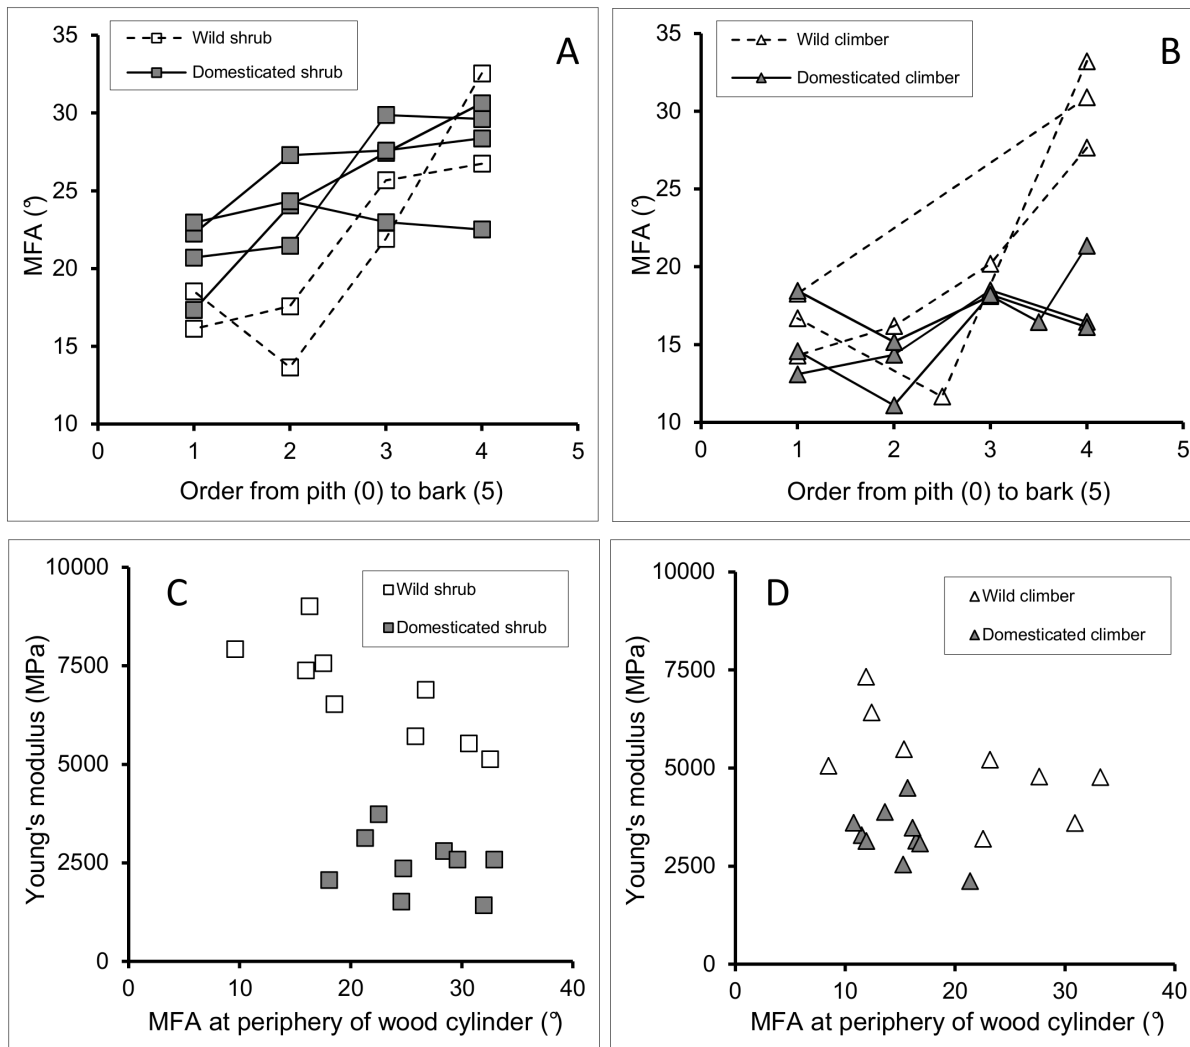 A
Wild shrub
Domesticated shrub
35
30
25
20
15
10
0
1
2
3
4
5
MFA (°)
Order from pith (0) to bark (5)
B
Wild climber
Domesticated climber
35
30
25
20
15
10
0
1
2
3
4
5
MFA (°)
Order from pith (0) to bark (5)
C
Wild shrub
Domesticated shrub
10000
7500
5000
2500
0
0
10
20
30
40
Young's modulus (MPa)
MFA at periphery of wood cylinder (°)
D
Wild climber
Domesticated climber
10000
7500
5000
2500
0
0
10
20
30
40
Young's modulus (MPa)
MFA at periphery of wood cylinder (°)